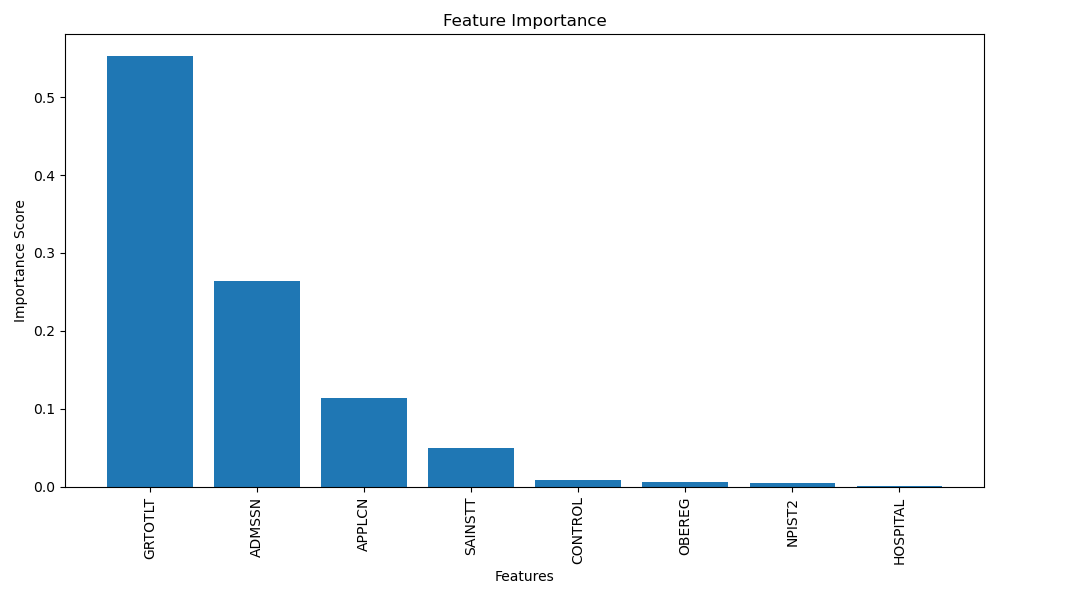 Feature Importance
Importance Score
0.5
0.4
0.3
0.2
0.1
0.0
GRTOTLT
ADMSSN
APPLCN
SAINSTT
CONTROL
OBEREG
NPIST2
HOSPITAL
Features